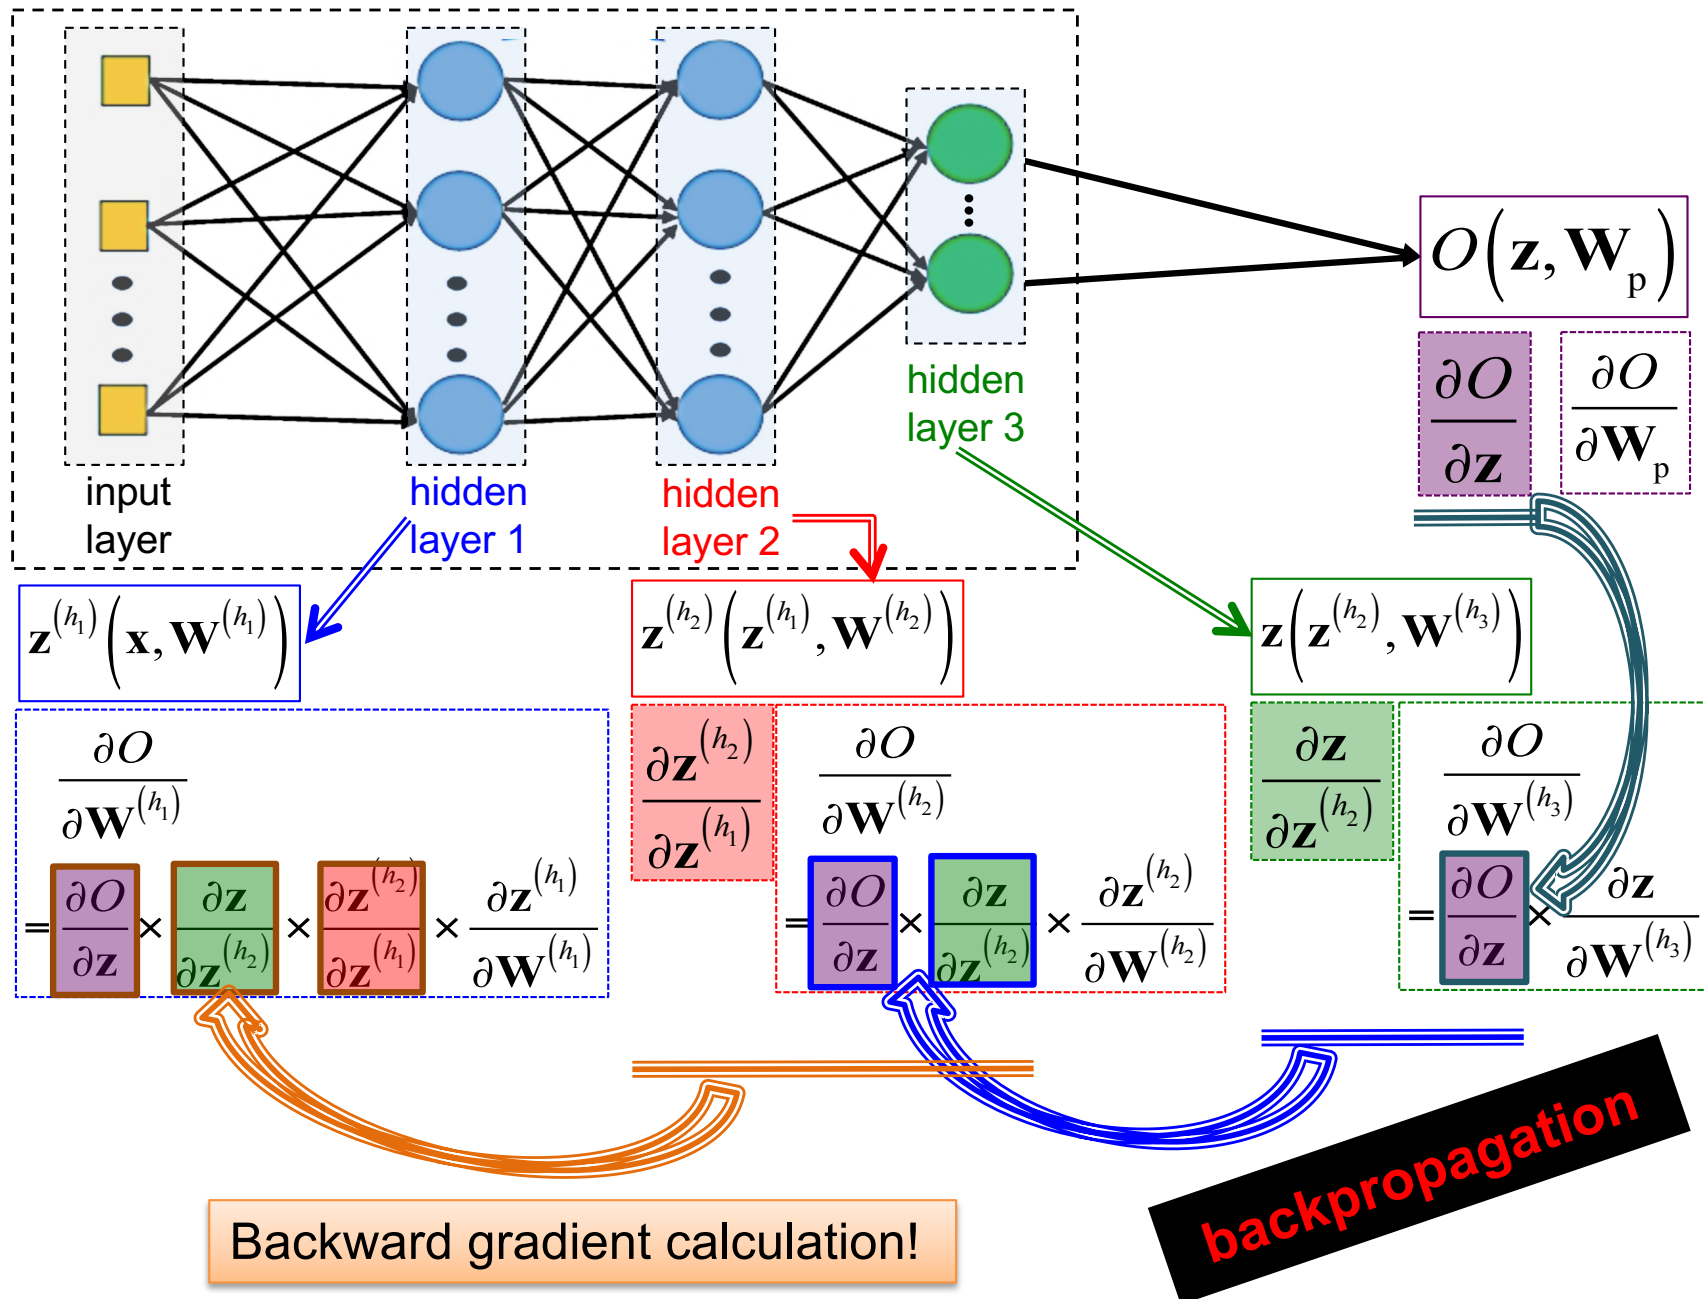 input
layer
hidden
layer 1
hidden
layer 2
hidden
layer 3
O(z, W_p)
∂O/∂z
∂O/∂W_p
z^(h₁)(x, W^(h₁))
z^(h₂)(z^(h₁), W^(h₂))
z(z^(h₂), W^(h₃))
∂O/∂W^(h₁)
= ∂O/∂z × ∂z/∂z^(h₂) × ∂z^(h₂)/∂z^(h₁) × ∂z^(h₁)/∂W^(h₁)
∂z^(h₂)/∂z^(h₁)
∂O/∂W^(h₂)
= ∂O/∂z × ∂z/∂z^(h₂) × ∂z^(h₂)/∂W^(h₂)
∂z/∂z^(h₂)
∂O/∂W^(h₃)
= ∂O/∂z × ∂z/∂W^(h₃)
backpropagation
Backward gradient calculation!